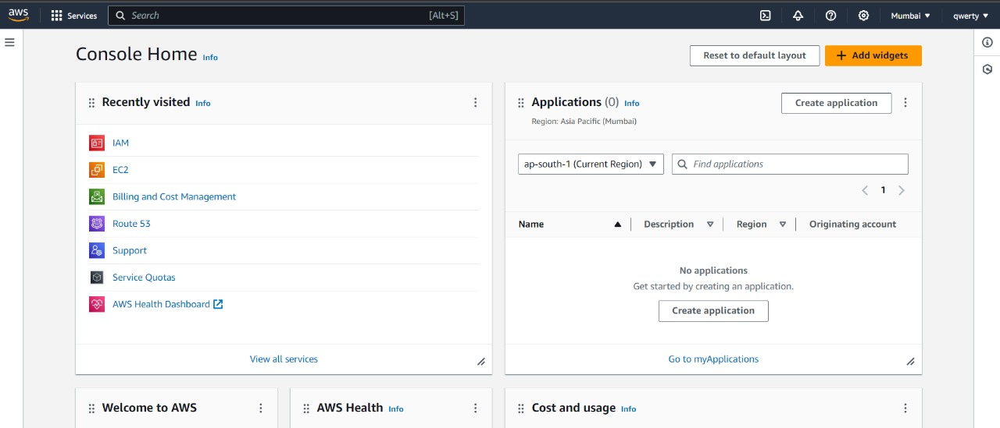 aws Services Search [Alt+S] Mumbai qwerty
Console Home Info
Reset to default layout
Add widgets
Recently visited Info
IAM
EC2
Billing and Cost Management
Route 53
Support
Service Quotas
AWS Health Dashboard
View all services
Applications (0) Info
Create application
Region: Asia Pacific (Mumbai)
ap-south-1 (Current Region) Find applications
1
Name Description Region Originating account
No applications
Get started by creating an application.
Create application
Go to myApplications
Welcome to AWS
AWS Health Info
Cost and usage Info